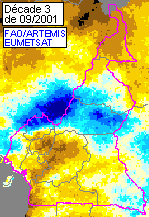 Décade 3
de 09/2001
FAO/ARTEMIS
EUMETSAT